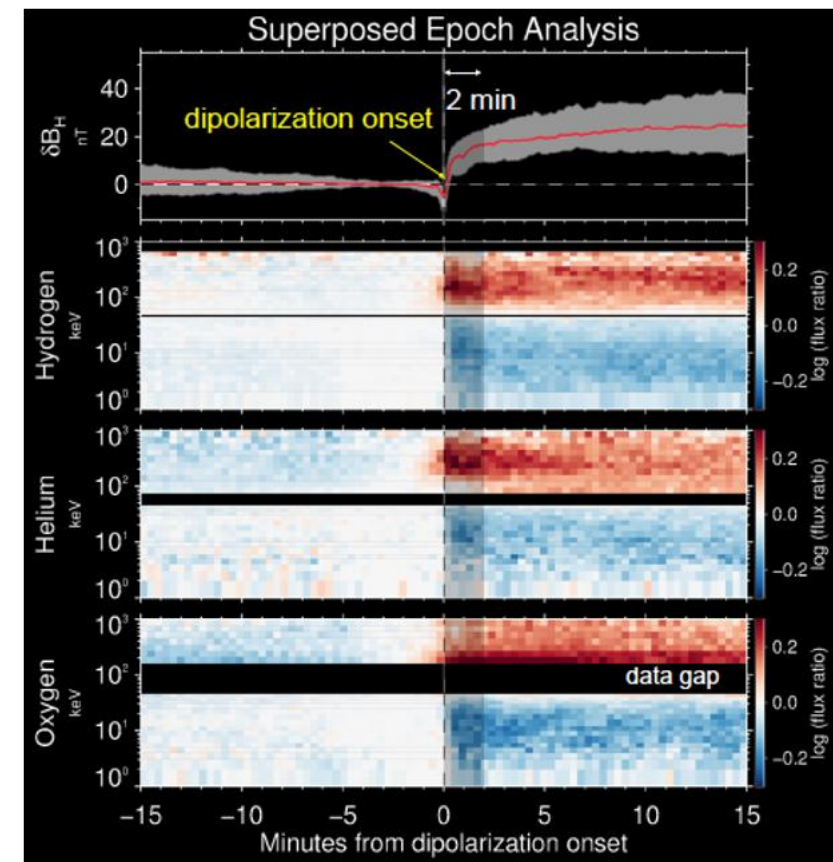 Superposed Epoch Analysis
40
20
0
δB_H
nT
2 min
dipolarization onset
10³
10²
10¹
10⁰
Hydrogen
keV
0.2
0.0
−0.2
log (flux ratio)
10³
10²
10¹
10⁰
Helium
keV
0.2
0.0
−0.2
log (flux ratio)
10³
10²
10¹
10⁰
Oxygen
keV
data gap
0.2
0.0
−0.2
log (flux ratio)
−15 −10 −5 0 5 10 15
Minutes from dipolarization onset